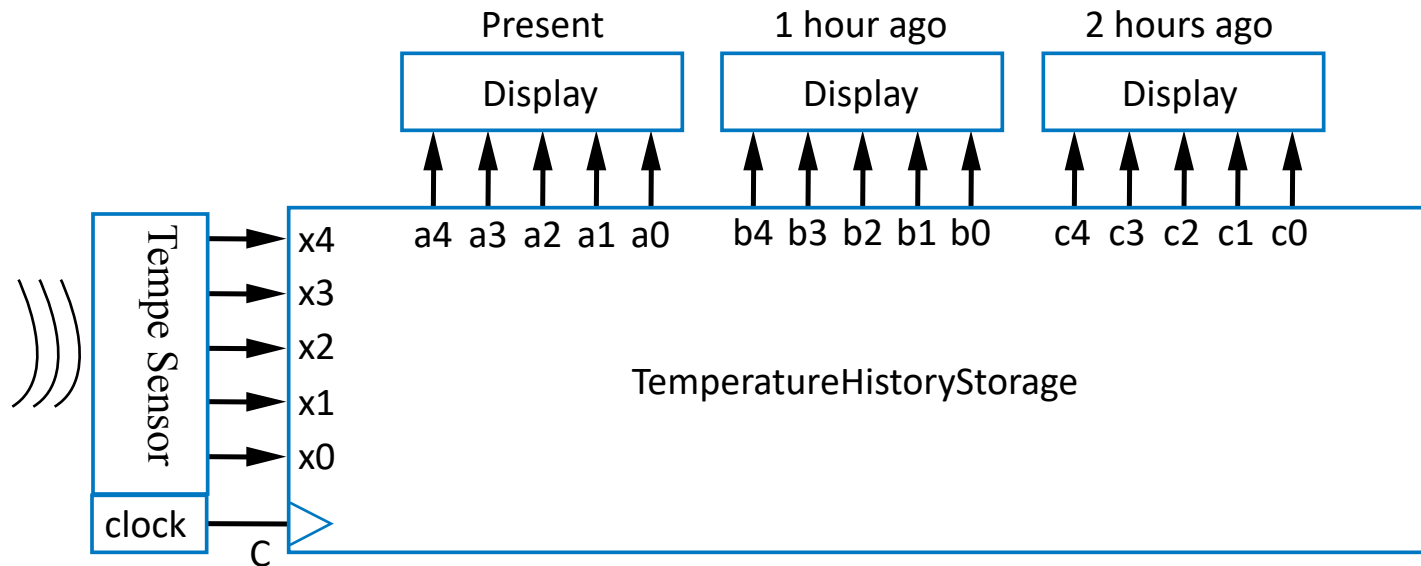 Present 1 hour ago 2 hours ago
Display Display Display
a4 a3 a2 a1 a0 b4 b3 b2 b1 b0 c4 c3 c2 c1 c0
Tempe Sensor
x4
x3
x2
x1
x0
TemperatureHistoryStorage
clock
C